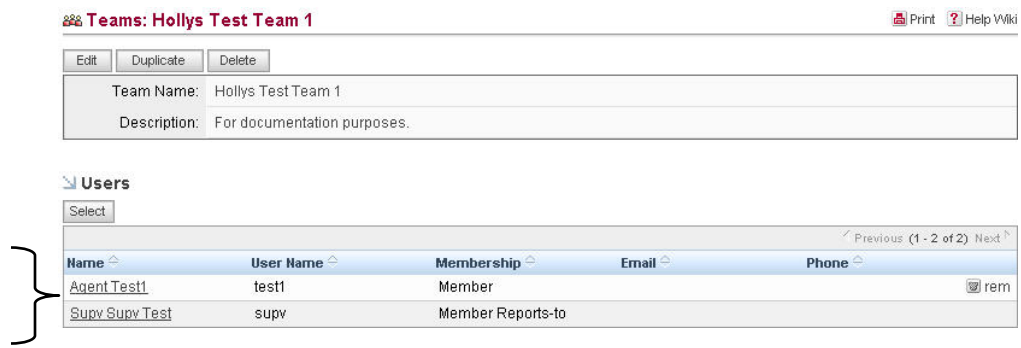 Teams: Hollys Test Team 1 Print ? Help Wiki
Edit Duplicate Delete
Team Name: Hollys Test Team 1
Description: For documentation purposes.
Users
Select
Previous (1 - 2 of 2) Next
Name User Name Membership Email Phone
Agent Test1 test1 Member rem
Supv Supv Test supv Member Reports-to